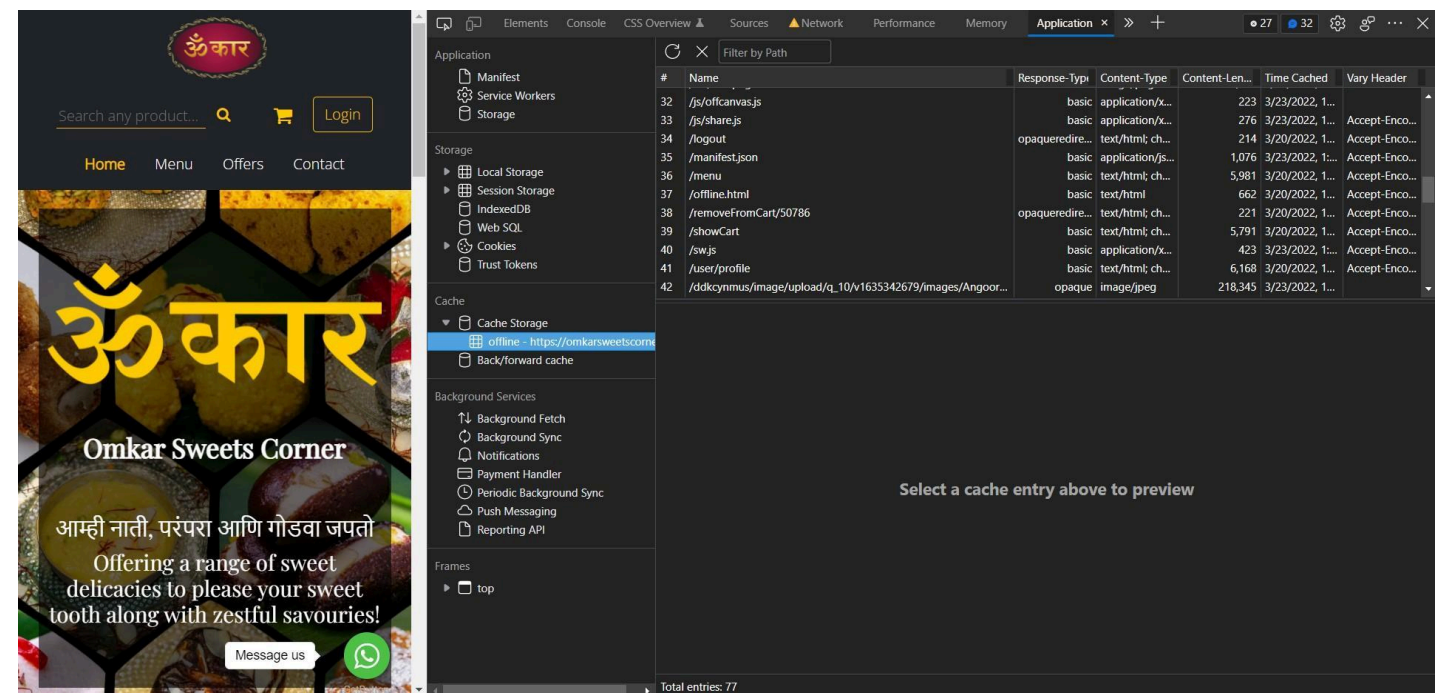 ॐकार
Search any product...
Login
Home Menu Offers Contact
ॐकार
Omkar Sweets Corner
आम्ही नाती, परंपरा आणि गोडवा जपतो
Offering a range of sweet
delicacies to please your sweet
tooth along with zestful savouries!
Message us
Elements Console CSS Overview Sources Network Performance Memory Application × » + 27 32
Application
Manifest
Service Workers
Storage
Storage
Local Storage
Session Storage
IndexedDB
Web SQL
Cookies
Trust Tokens
Cache
Cache Storage
offline - https://omkarsweetscorne
Back/forward cache
Background Services
Background Fetch
Background Sync
Notifications
Payment Handler
Periodic Background Sync
Push Messaging
Reporting API
Frames
top
Filter by Path
# Name Response-Type Content-Type Content-Len... Time Cached Vary Header
32 /js/offcanvas.js basic application/x... 223 3/23/2022, 1...
33 /js/share.js basic application/x... 276 3/23/2022, 1... Accept-Enco...
34 /logout opaqueredire... text/html; ch... 214 3/20/2022, 1... Accept-Enco...
35 /manifest.json basic application/js... 1,076 3/23/2022, 1:... Accept-Enco...
36 /menu basic text/html; ch... 5,981 3/20/2022, 1... Accept-Enco...
37 /offline.html basic text/html 662 3/20/2022, 1... Accept-Enco...
38 /removeFromCart/50786 opaqueredire... text/html; ch... 221 3/20/2022, 1... Accept-Enco...
39 /showCart basic text/html; ch... 5,791 3/20/2022, 1... Accept-Enco...
40 /sw.js basic application/x... 423 3/23/2022, 1:... Accept-Enco...
41 /user/profile basic text/html; ch... 6,168 3/20/2022, 1... Accept-Enco...
42 /ddkcynmus/image/upload/q_10/v1635342679/images/Angoor... opaque image/jpeg 218,345 3/23/2022, 1...
Select a cache entry above to preview
Total entries: 77